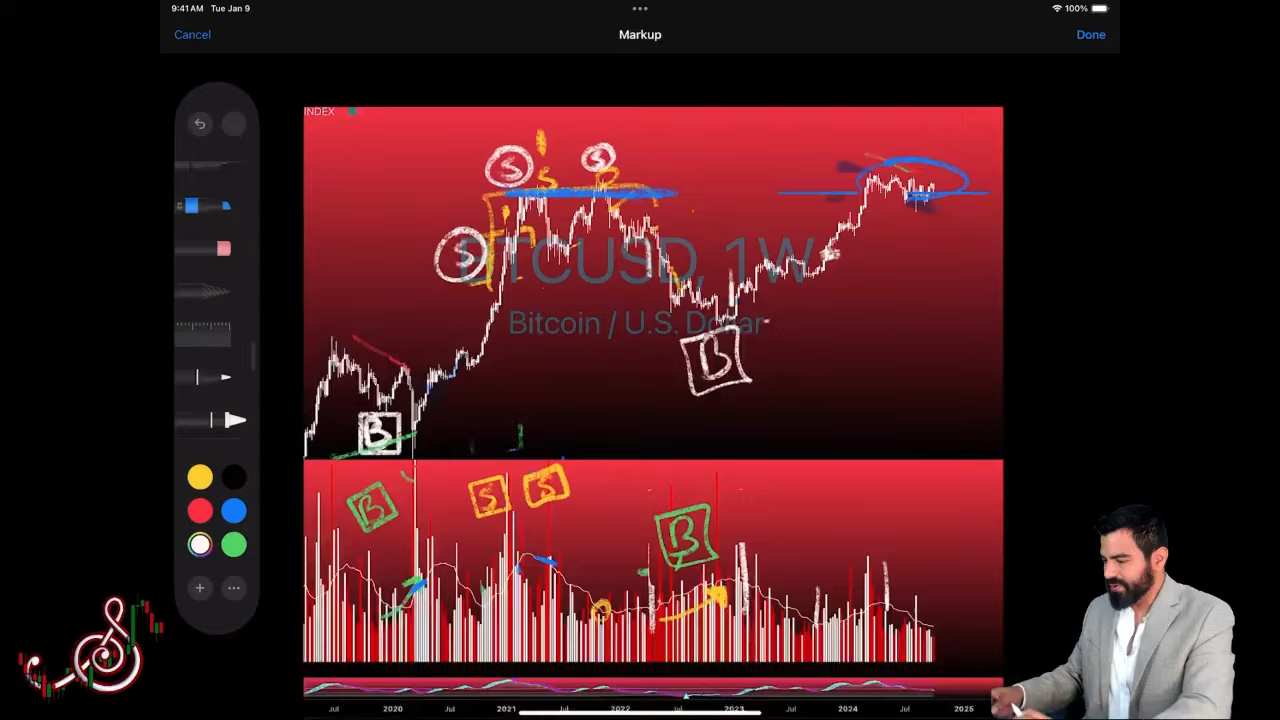 9:41 AM Tue Jan 9
100%
Cancel
Markup
Done
INDEX
S
S
S
BTCUSD, 1W
Bitcoin / U.S. Dollar
B
B
B
S
S
B
Jul
2020
Jul
2021
Jul
2022
Jul
2023
Jul
2024
Jul
2025